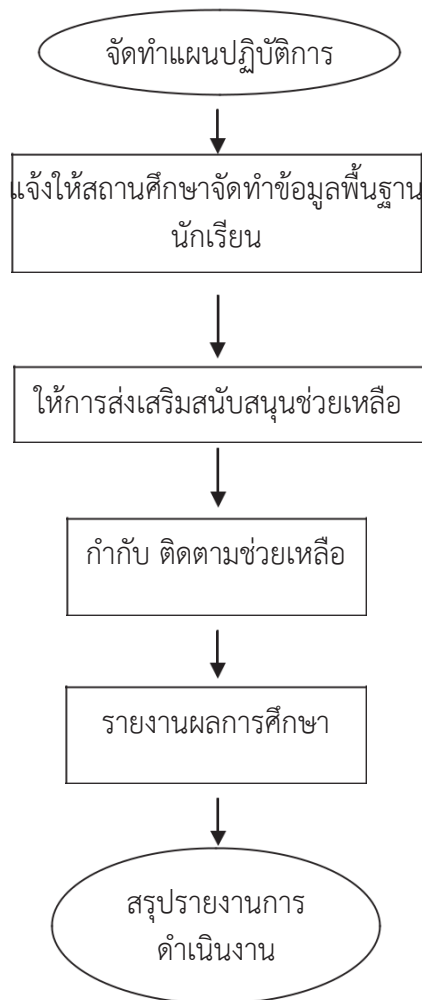 จัดทำแผนปฏิบัติการ
แจ้งให้สถานศึกษาจัดทำข้อมูลพื้นฐาน
นักเรียน
ให้การส่งเสริมสนับสนุนช่วยเหลือ
กำกับ ติดตามช่วยเหลือ
รายงานผลการศึกษา
สรุปรายงานการ
ดำเนินงาน